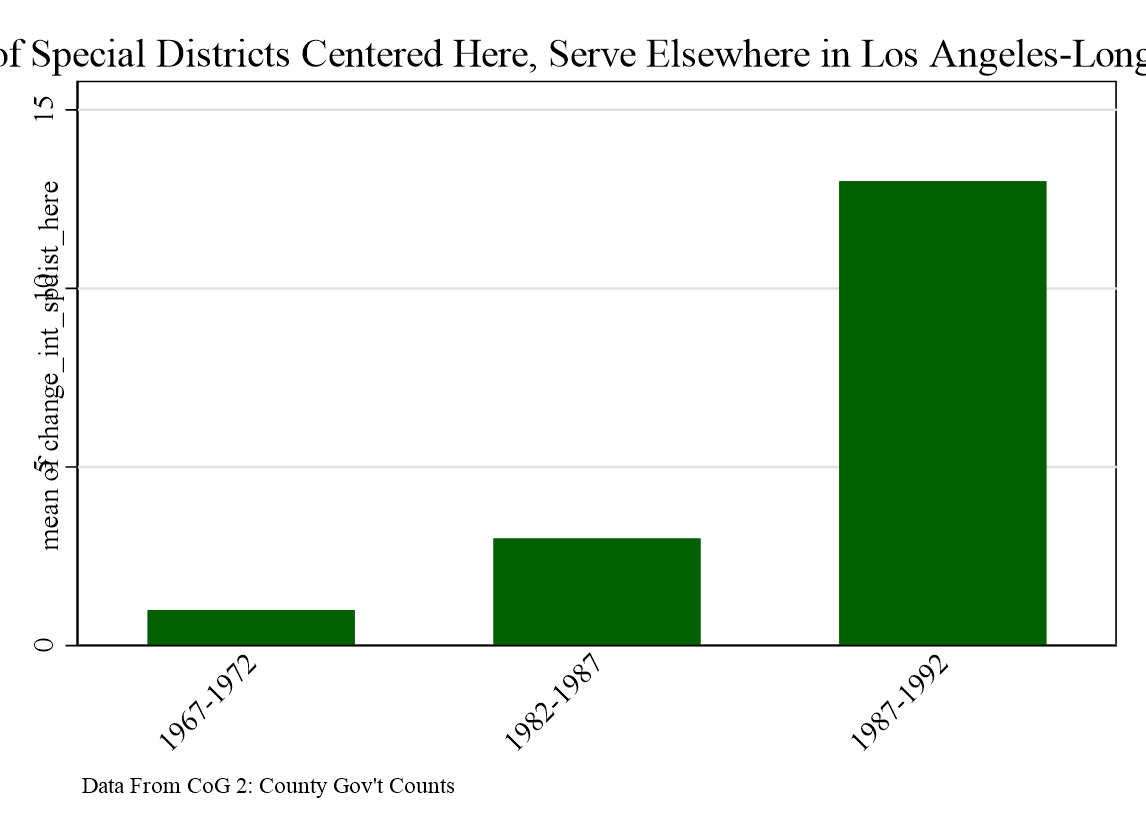 of Special Districts Centered Here, Serve Elsewhere in Los Angeles-Long
15
10
5
0
mean of change_int_spdist_here
1967-1972
1982-1987
1987-1992
Data From CoG 2: County Gov't Counts